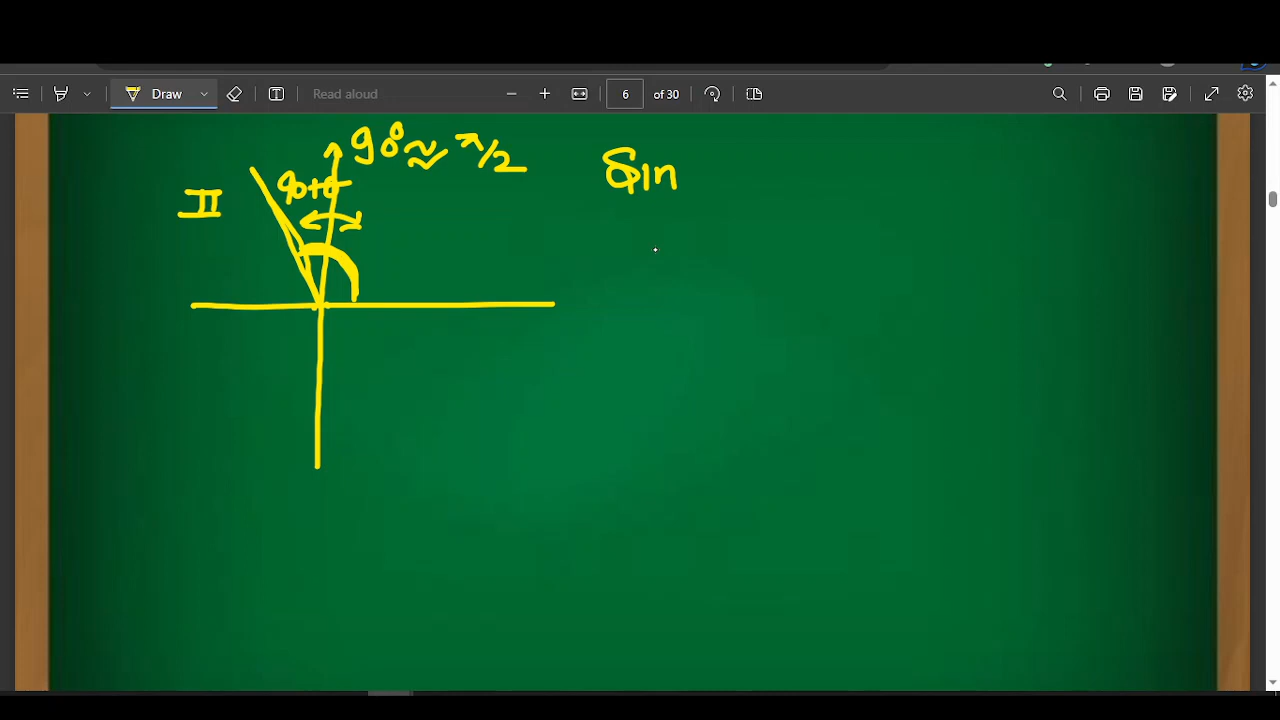 Draw
Read aloud
6 of 30
90° ≈ π/2
Sin
90+θ
II